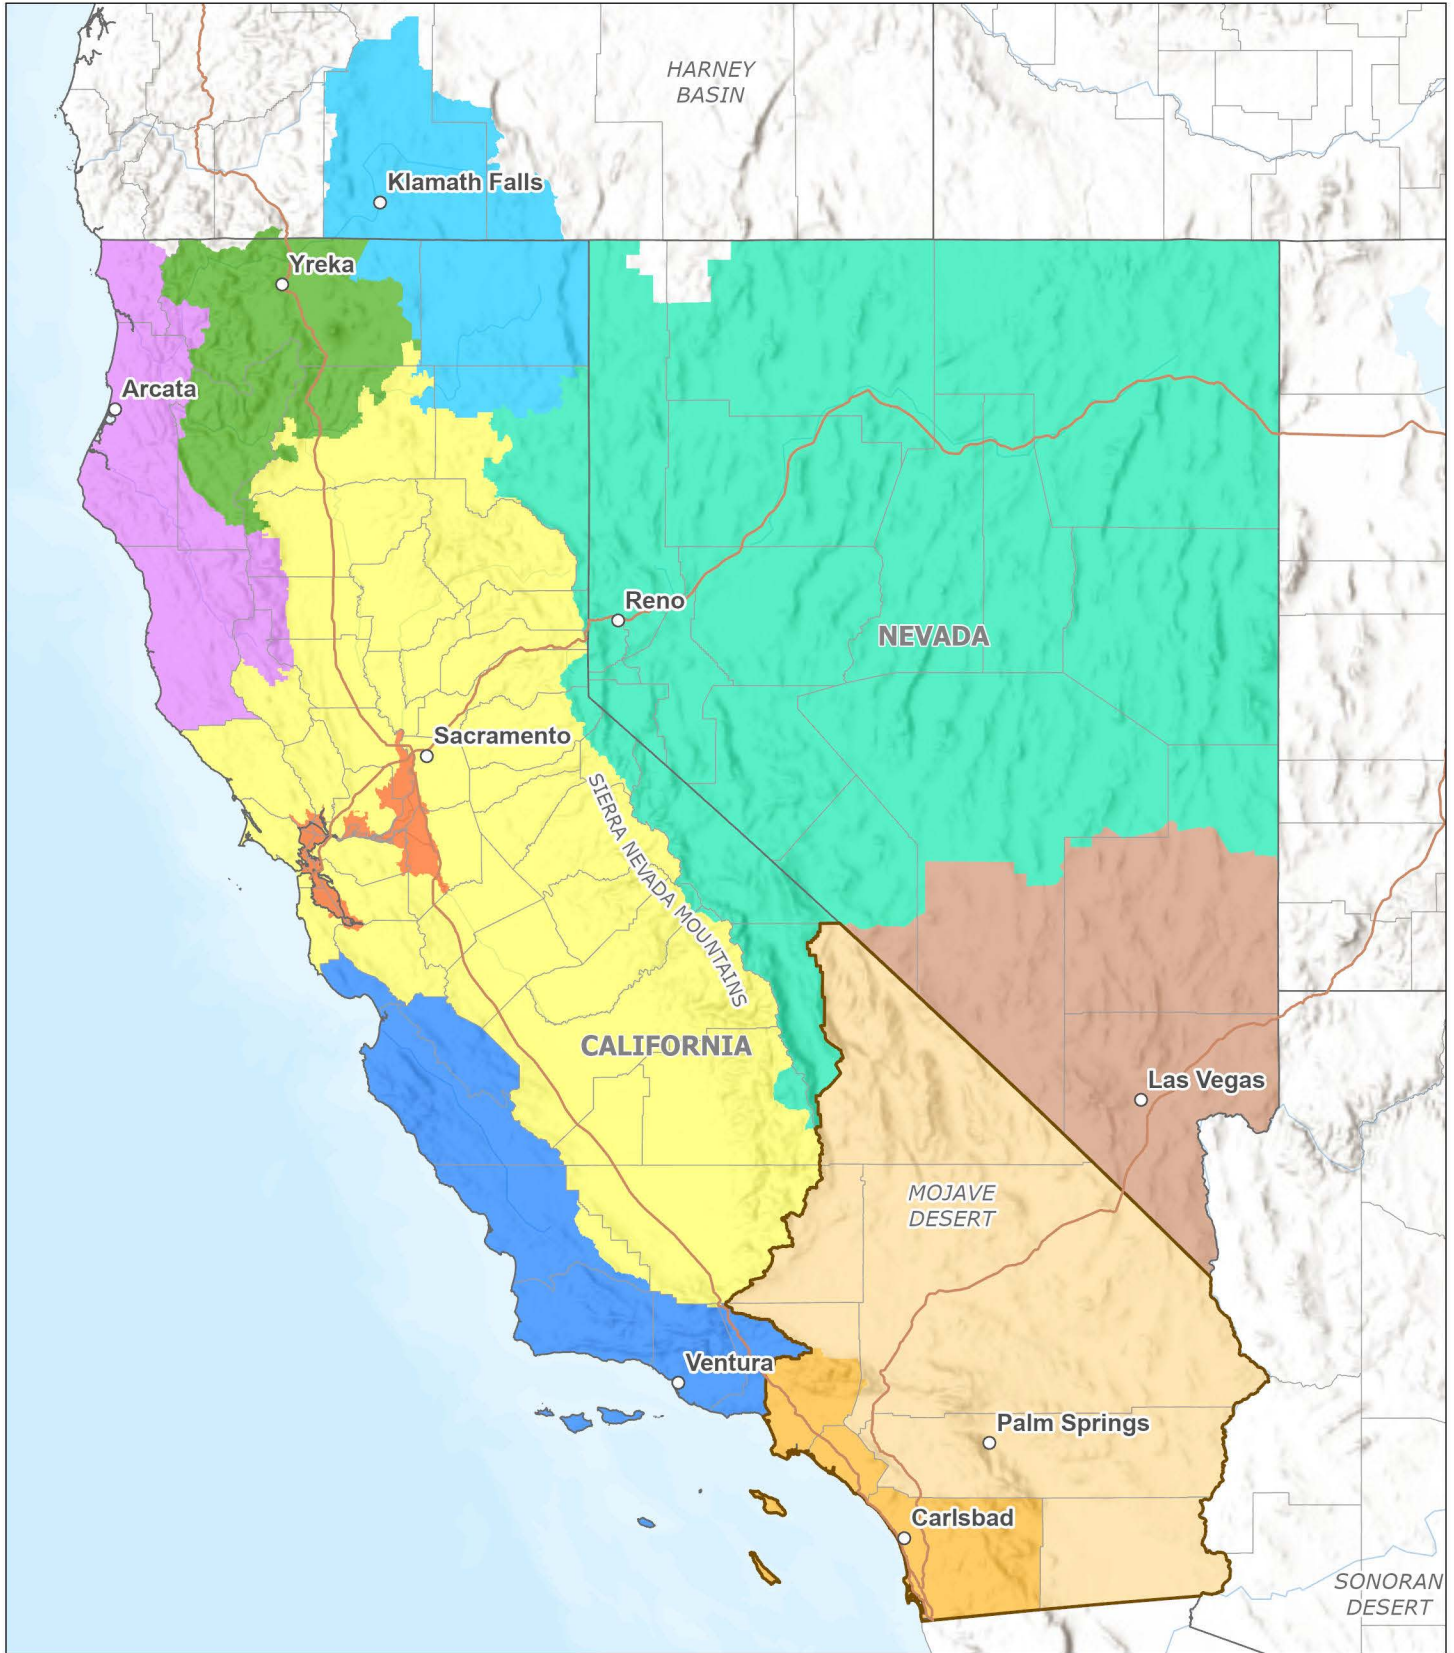 HARNEY
BASIN
Klamath Falls
Yreka
Arcata
Reno
NEVADA
Sacramento
SIERRA NEVADA MOUNTAINS
CALIFORNIA
Las Vegas
MOJAVE
DESERT
Ventura
Palm Springs
Carlsbad
SONORAN
DESERT